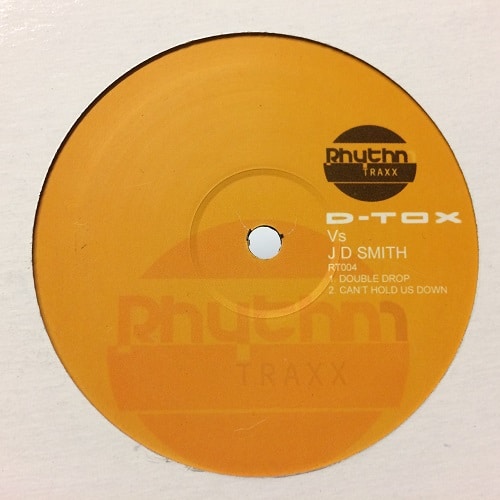 Rhythm
TRAXX
D-TOX
Vs
J D SMITH
RT004
1. DOUBLE DROP
2. CAN'T HOLD US DOWN
Rhythm
TRAXX